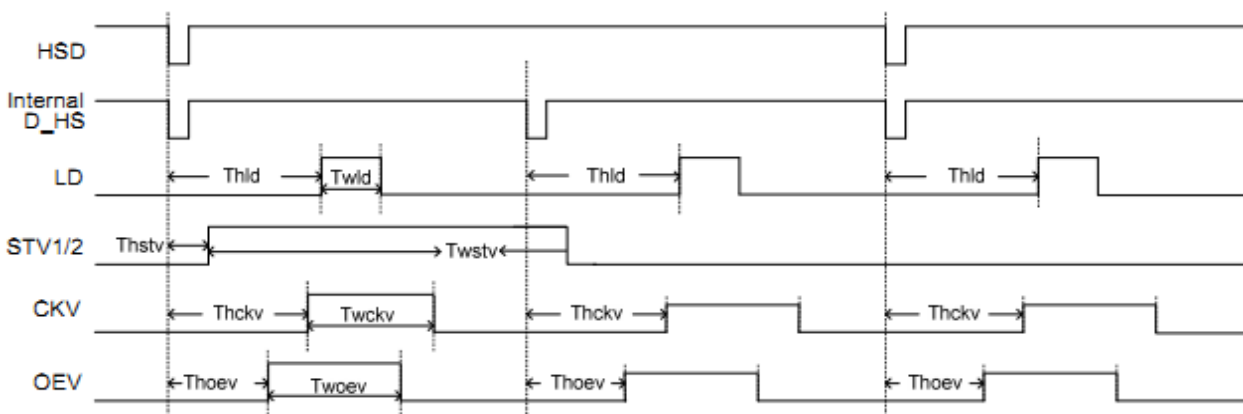 HSD
Internal
D_HS
LD
Thld
Twld
Thld
Thld
STV1/2
Thstv
Twstv
CKV
Thckv
Twckv
Thckv
Thckv
OEV
Thoev
Twoev
Thoev
Thoev